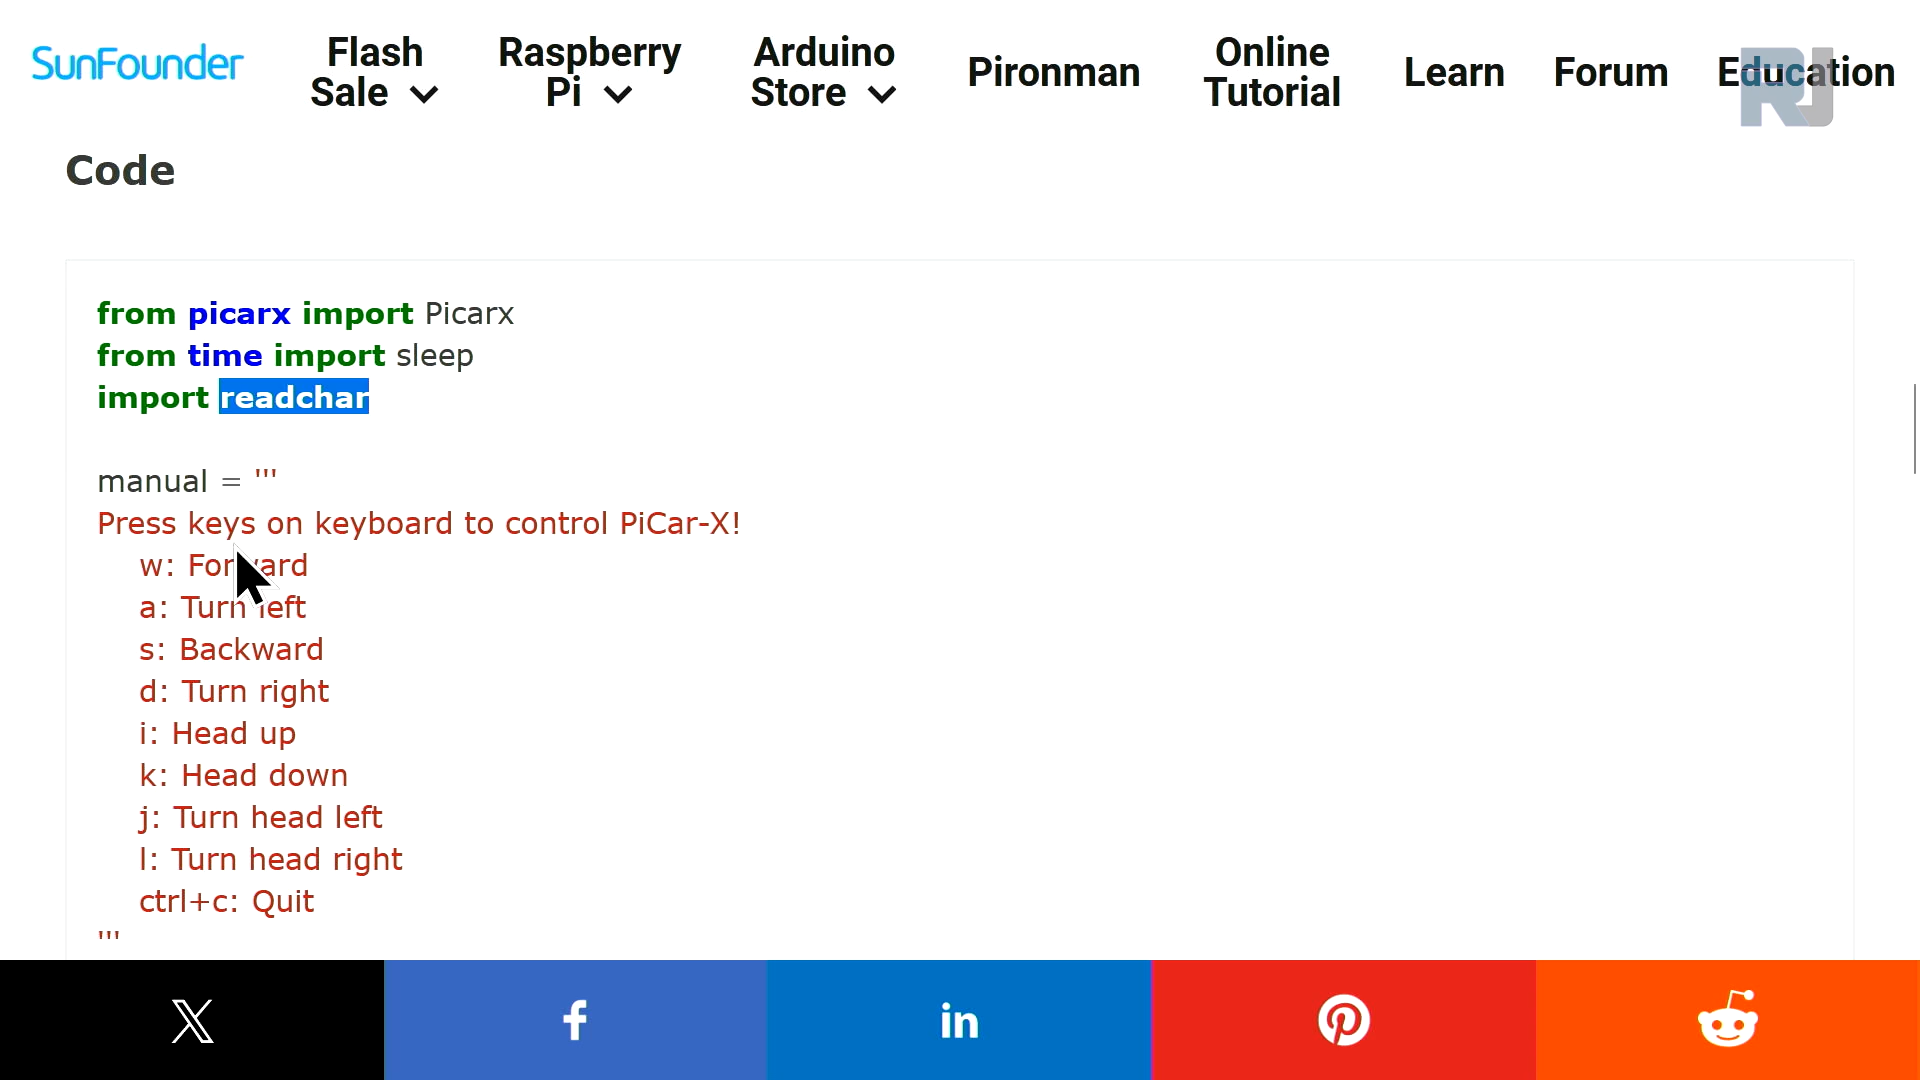 SunFounder
Flash Sale
Raspberry Pi
Arduino Store
Pironman
Online Tutorial
Learn
Forum
Education
RJ
Code
from picarx import Picarx
from time import sleep
import readchar
manual = '''
Press keys on keyboard to control PiCar-X!
w: Forward
a: Turn left
s: Backward
d: Turn right
i: Head up
k: Head down
j: Turn head left
l: Turn head right
ctrl+c: Quit
'''